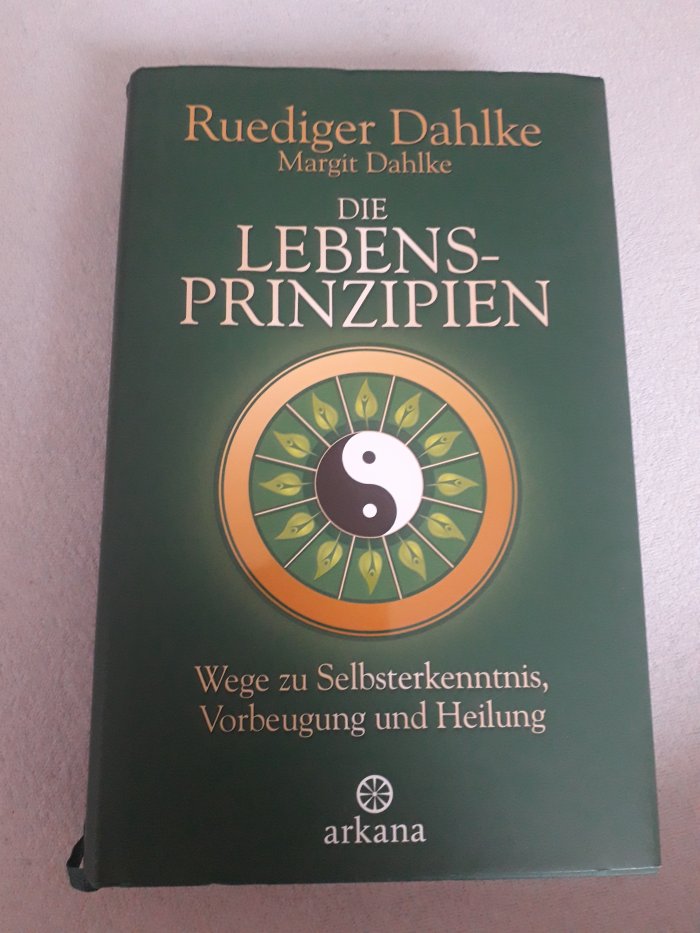 Ruediger Dahlke
Margit Dahlke
DIE
LEBENS-
PRINZIPIEN
Wege zu Selbsterkenntnis,
Vorbeugung und Heilung
arkana